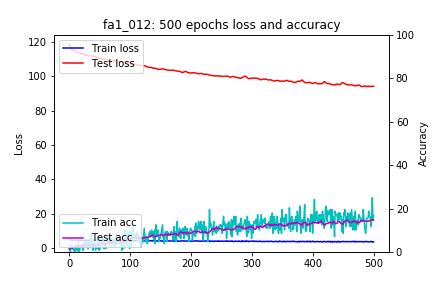 fa1_012: 500 epochs loss and accuracy
Train loss
Test loss
Train acc
Test acc
Loss
Accuracy
120
100
80
60
40
20
0
100
80
60
40
20
0
0
100
200
300
400
500